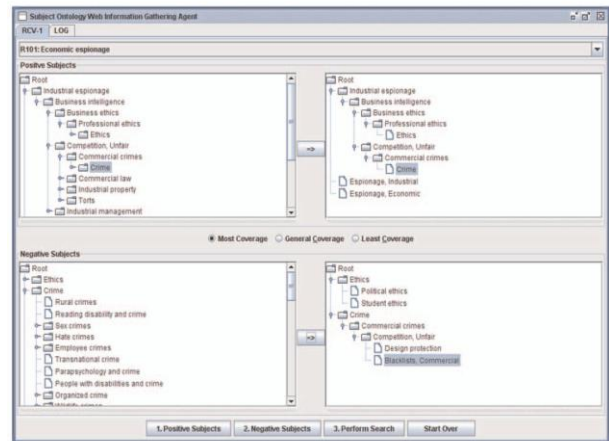 Subject Ontology Web Information Gathering Agent
RCV-1 LOG
R101: Economic espionage
Positive Subjects
Root
Industrial espionage
Business intelligence
Business ethics
Professional ethics
Ethics
Competition, Unfair
Commercial crimes
Crime
Commercial law
Industrial property
Torts
Industrial management
=>
Root
Industrial espionage
Business intelligence
Business ethics
Professional ethics
Ethics
Competition, Unfair
Commercial crimes
Crime
Espionage, Industrial
Espionage, Economic
Most Coverage General Coverage Least Coverage
Negative Subjects
Root
Ethics
Crime
Rural crimes
Reading disability and crime
Sex crimes
Hate crimes
Employee crimes
Transnational crime
Parapsychology and crime
People with disabilities and crime
Organized crime
Wildlife crimes
=>
Root
Ethics
Political ethics
Student ethics
Crime
Commercial crimes
Competition, Unfair
Design protection
Blacklists, Commercial
1. Positive Subjects 2. Negative Subjects 3. Perform Search Start Over